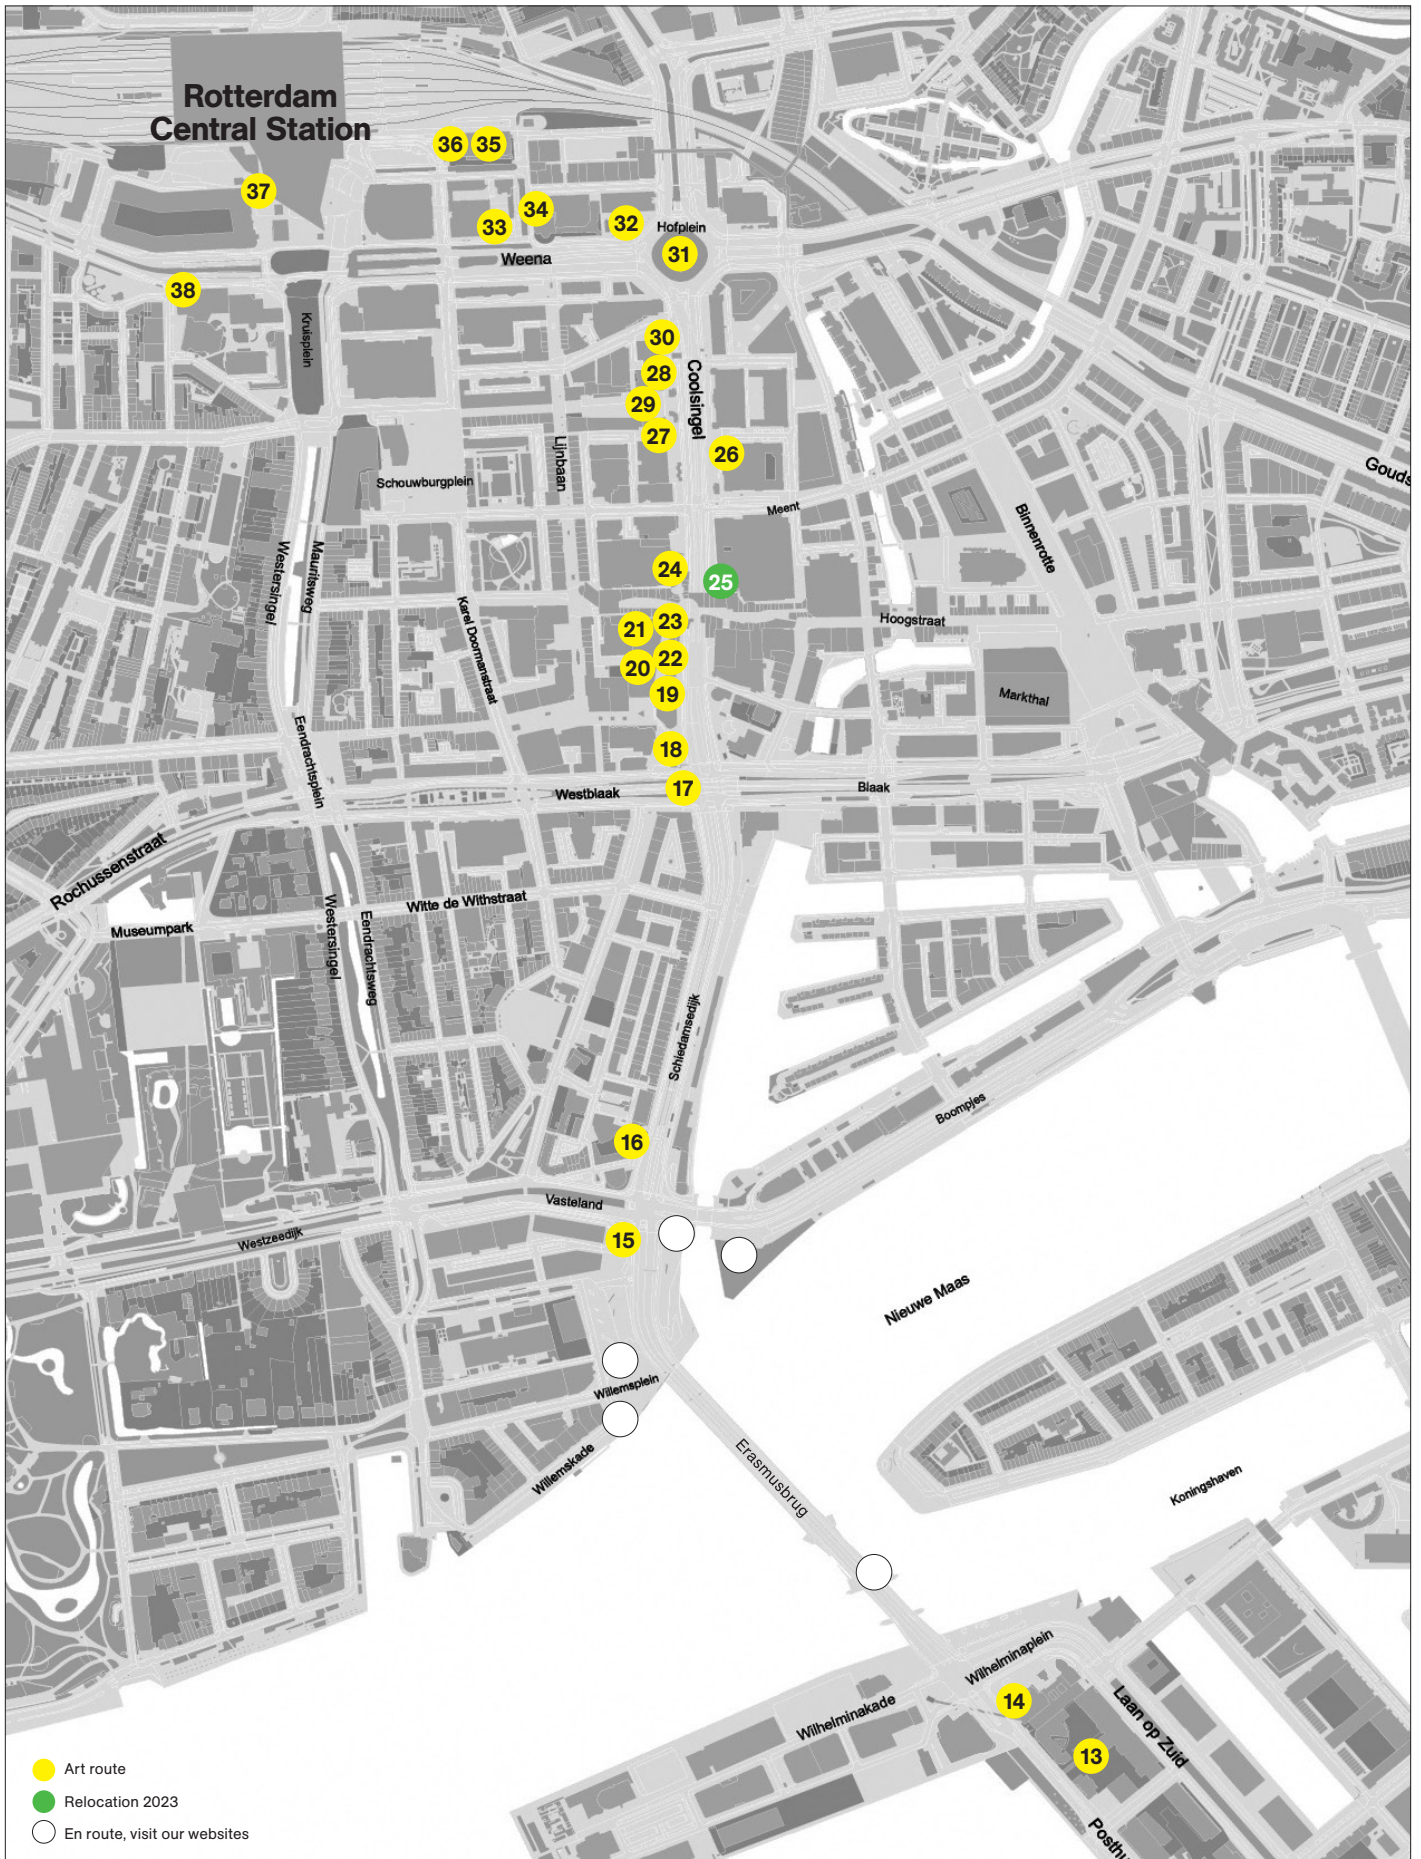 Rotterdam
Central Station
36
35
37
34
33
32
Hofplein
31
Weena
38
Kruisplein
30
28
Coolsingel
29
27
26
Lijnbaan
Schouwburgplein
Gouds
Meent
Binnenrotte
Westersingel
Mauritsweg
24
25
Karel Doormanstraat
21
23
Hoogstraat
20
22
19
Markthal
Eendrachtsplein
18
17
Westblaak
Blaak
Rochussenstraat
Witte de Withstraat
Museumpark
Westersingel
Eendrachtsweg
Schiedamsedijk
Boompjes
16
Vasteland
15
Westzeedijk
Nieuwe Maas
Willemsplein
Willemskade
Erasmusbrug
Koningshaven
Wilhelminaplein
14
Wilhelminakade
Laan op Zuid
13
Posthu
Art route
Relocation 2023
En route, visit our websites